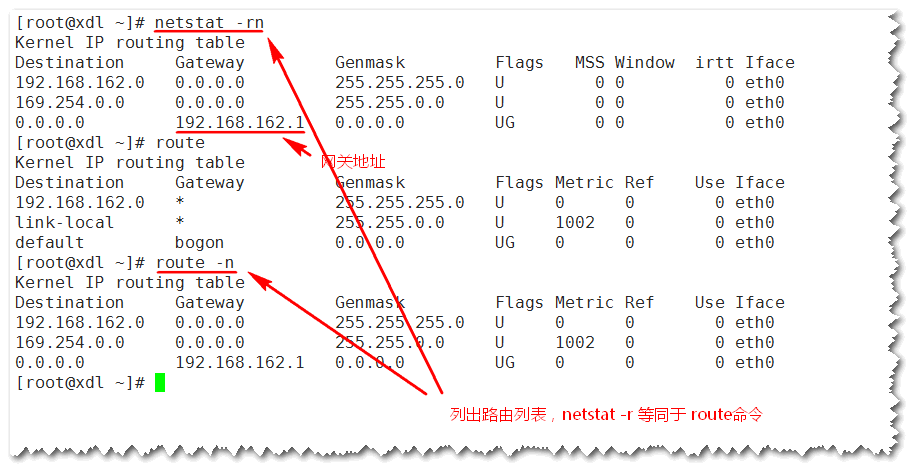 [root@xdl ~]# netstat -rn
Kernel IP routing table
Destination     Gateway         Genmask         Flags   MSS Window  irtt Iface
192.168.162.0   0.0.0.0         255.255.255.0   U         0 0          0 eth0
169.254.0.0     0.0.0.0         255.255.0.0     U         0 0          0 eth0
0.0.0.0         192.168.162.1   0.0.0.0         UG        0 0          0 eth0
[root@xdl ~]# route
网关地址
Kernel IP routing table
Destination     Gateway         Genmask         Flags Metric Ref    Use Iface
192.168.162.0   *               255.255.255.0   U     0      0        0 eth0
link-local      *               255.255.0.0     U     1002   0        0 eth0
default         bogon           0.0.0.0         UG    0      0        0 eth0
[root@xdl ~]# route -n
Kernel IP routing table
Destination     Gateway         Genmask         Flags Metric Ref    Use Iface
192.168.162.0   0.0.0.0         255.255.255.0   U     0      0        0 eth0
169.254.0.0     0.0.0.0         255.255.0.0     U     1002   0        0 eth0
0.0.0.0         192.168.162.1   0.0.0.0         UG    0      0        0 eth0
[root@xdl ~]#
列出路由列表，netstat -r 等同于 route命令